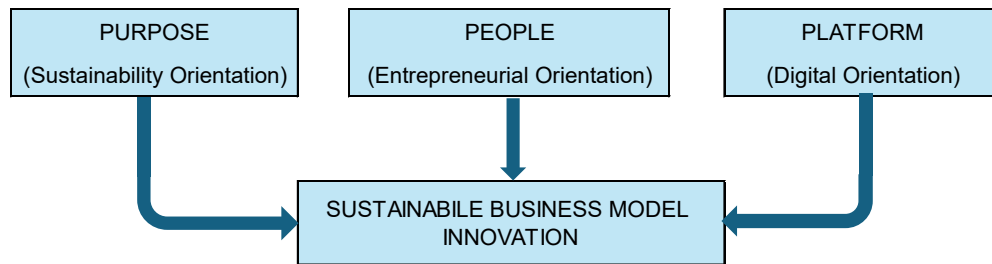 PURPOSE
(Sustainability Orientation)
PEOPLE
(Entrepreneurial Orientation)
PLATFORM
(Digital Orientation)
SUSTAINABILE BUSINESS MODEL
INNOVATION